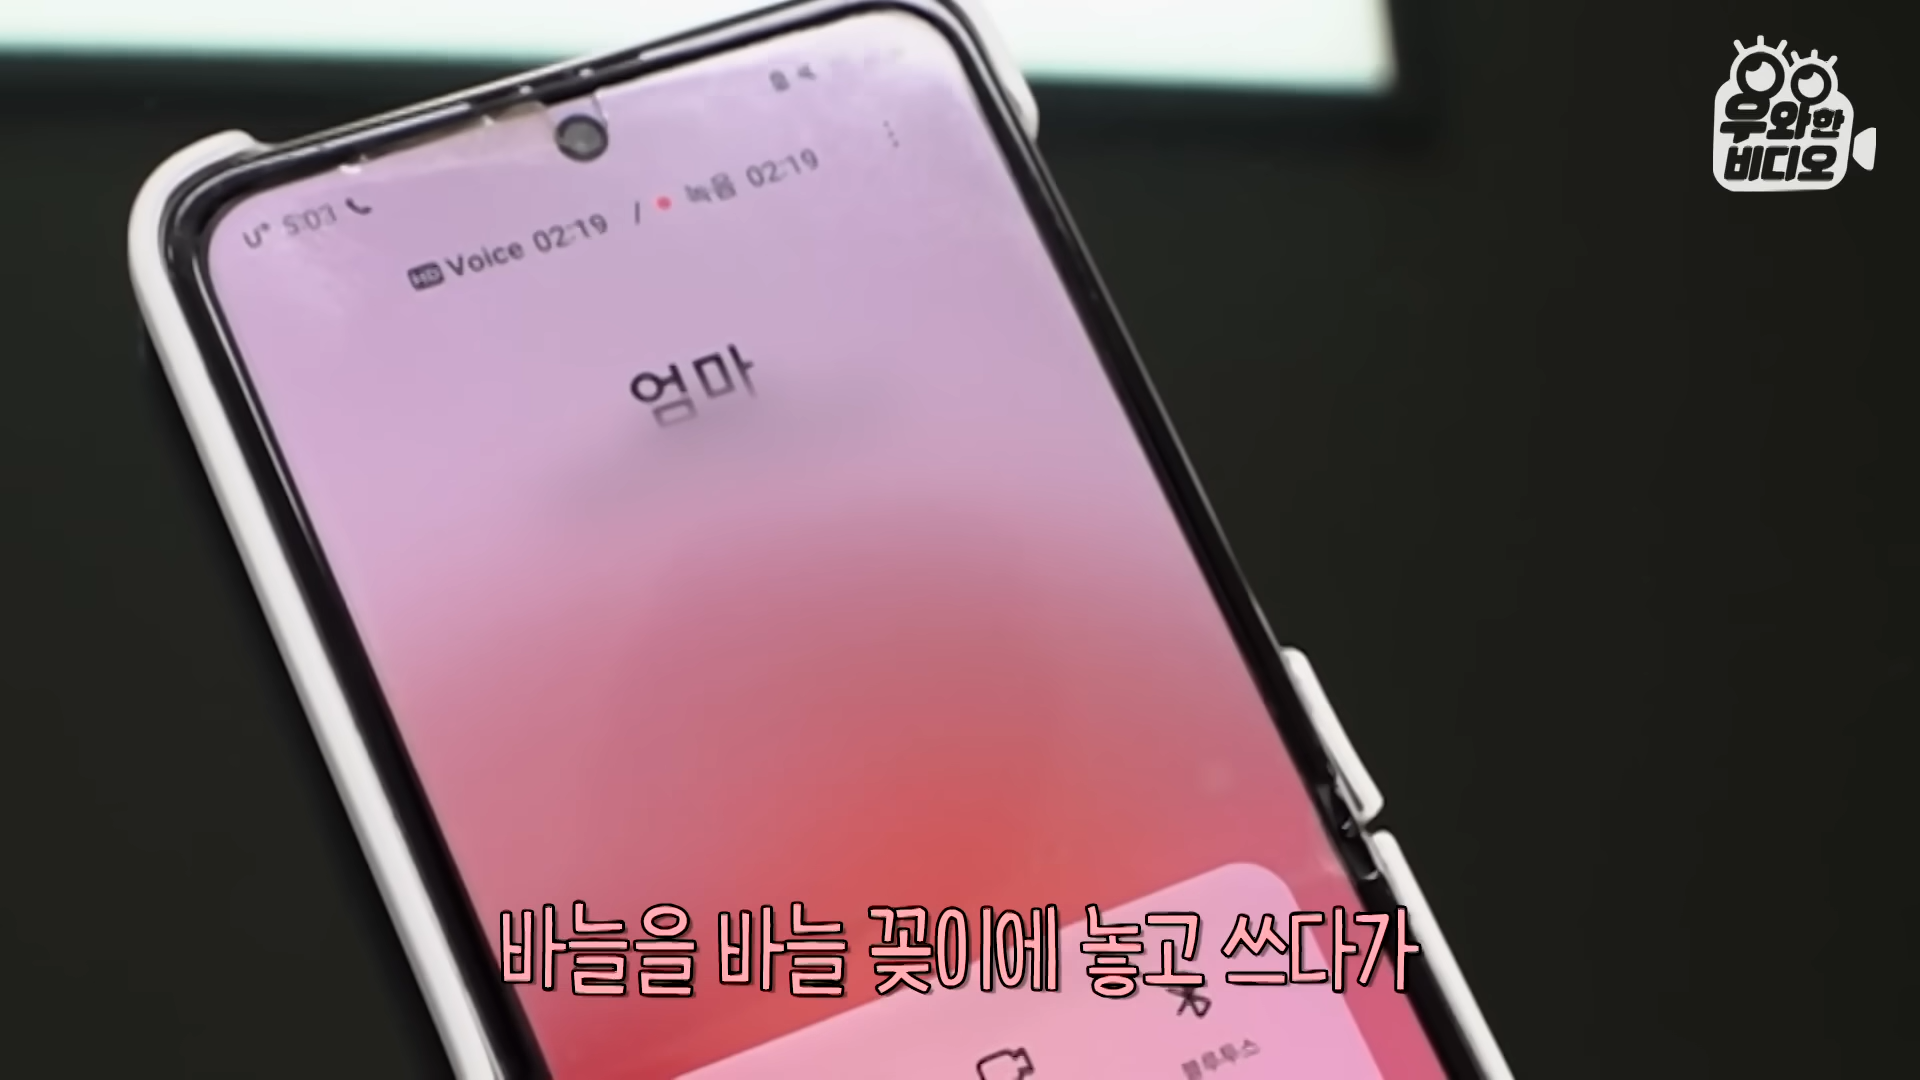 우와한
비디오
U+ 5:03
HD Voice 02:19 / 녹음 02:19
엄마
바늘을 바늘 꽂이에 놓고 쓰다가
블루투스